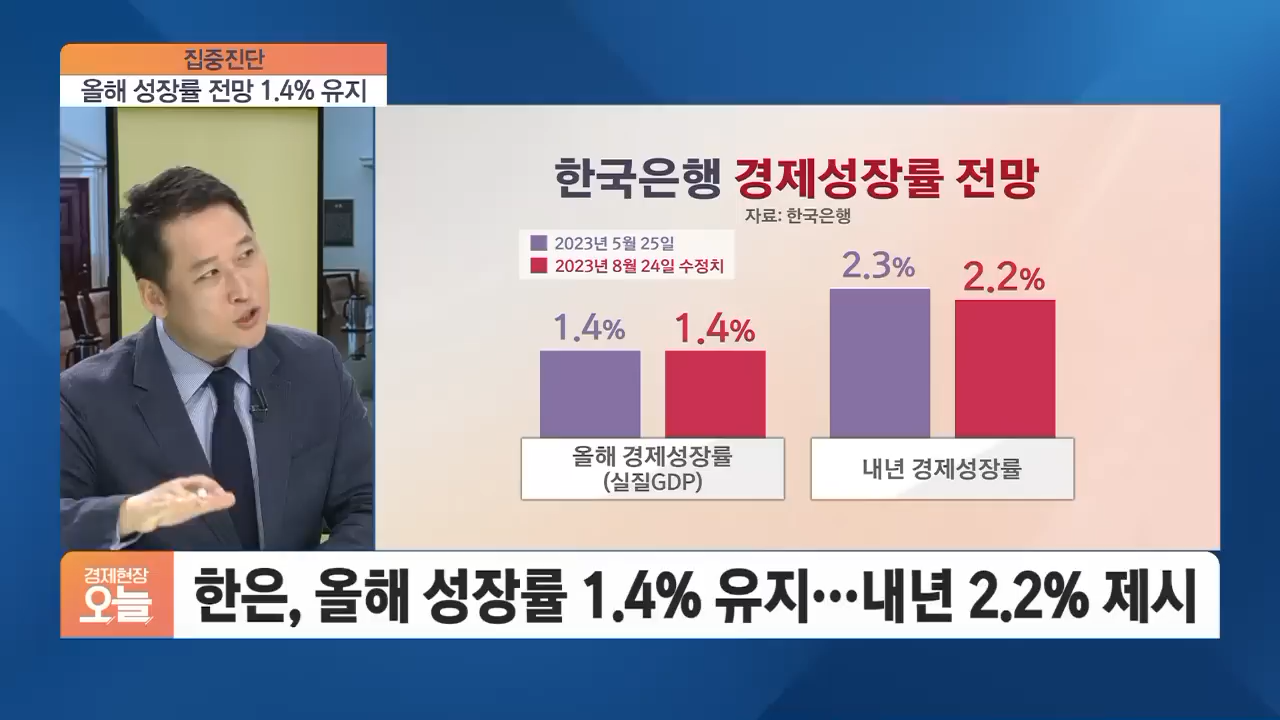 집중진단
올해 성장률 전망 1.4% 유지
한국은행 경제성장률 전망
자료: 한국은행
2023년 5월 25일
2023년 8월 24일 수정치
1.4%
1.4%
2.3%
2.2%
올해 경제성장률
(실질GDP)
내년 경제성장률
경제현장
오늘
한은, 올해 성장률 1.4% 유지…내년 2.2% 제시